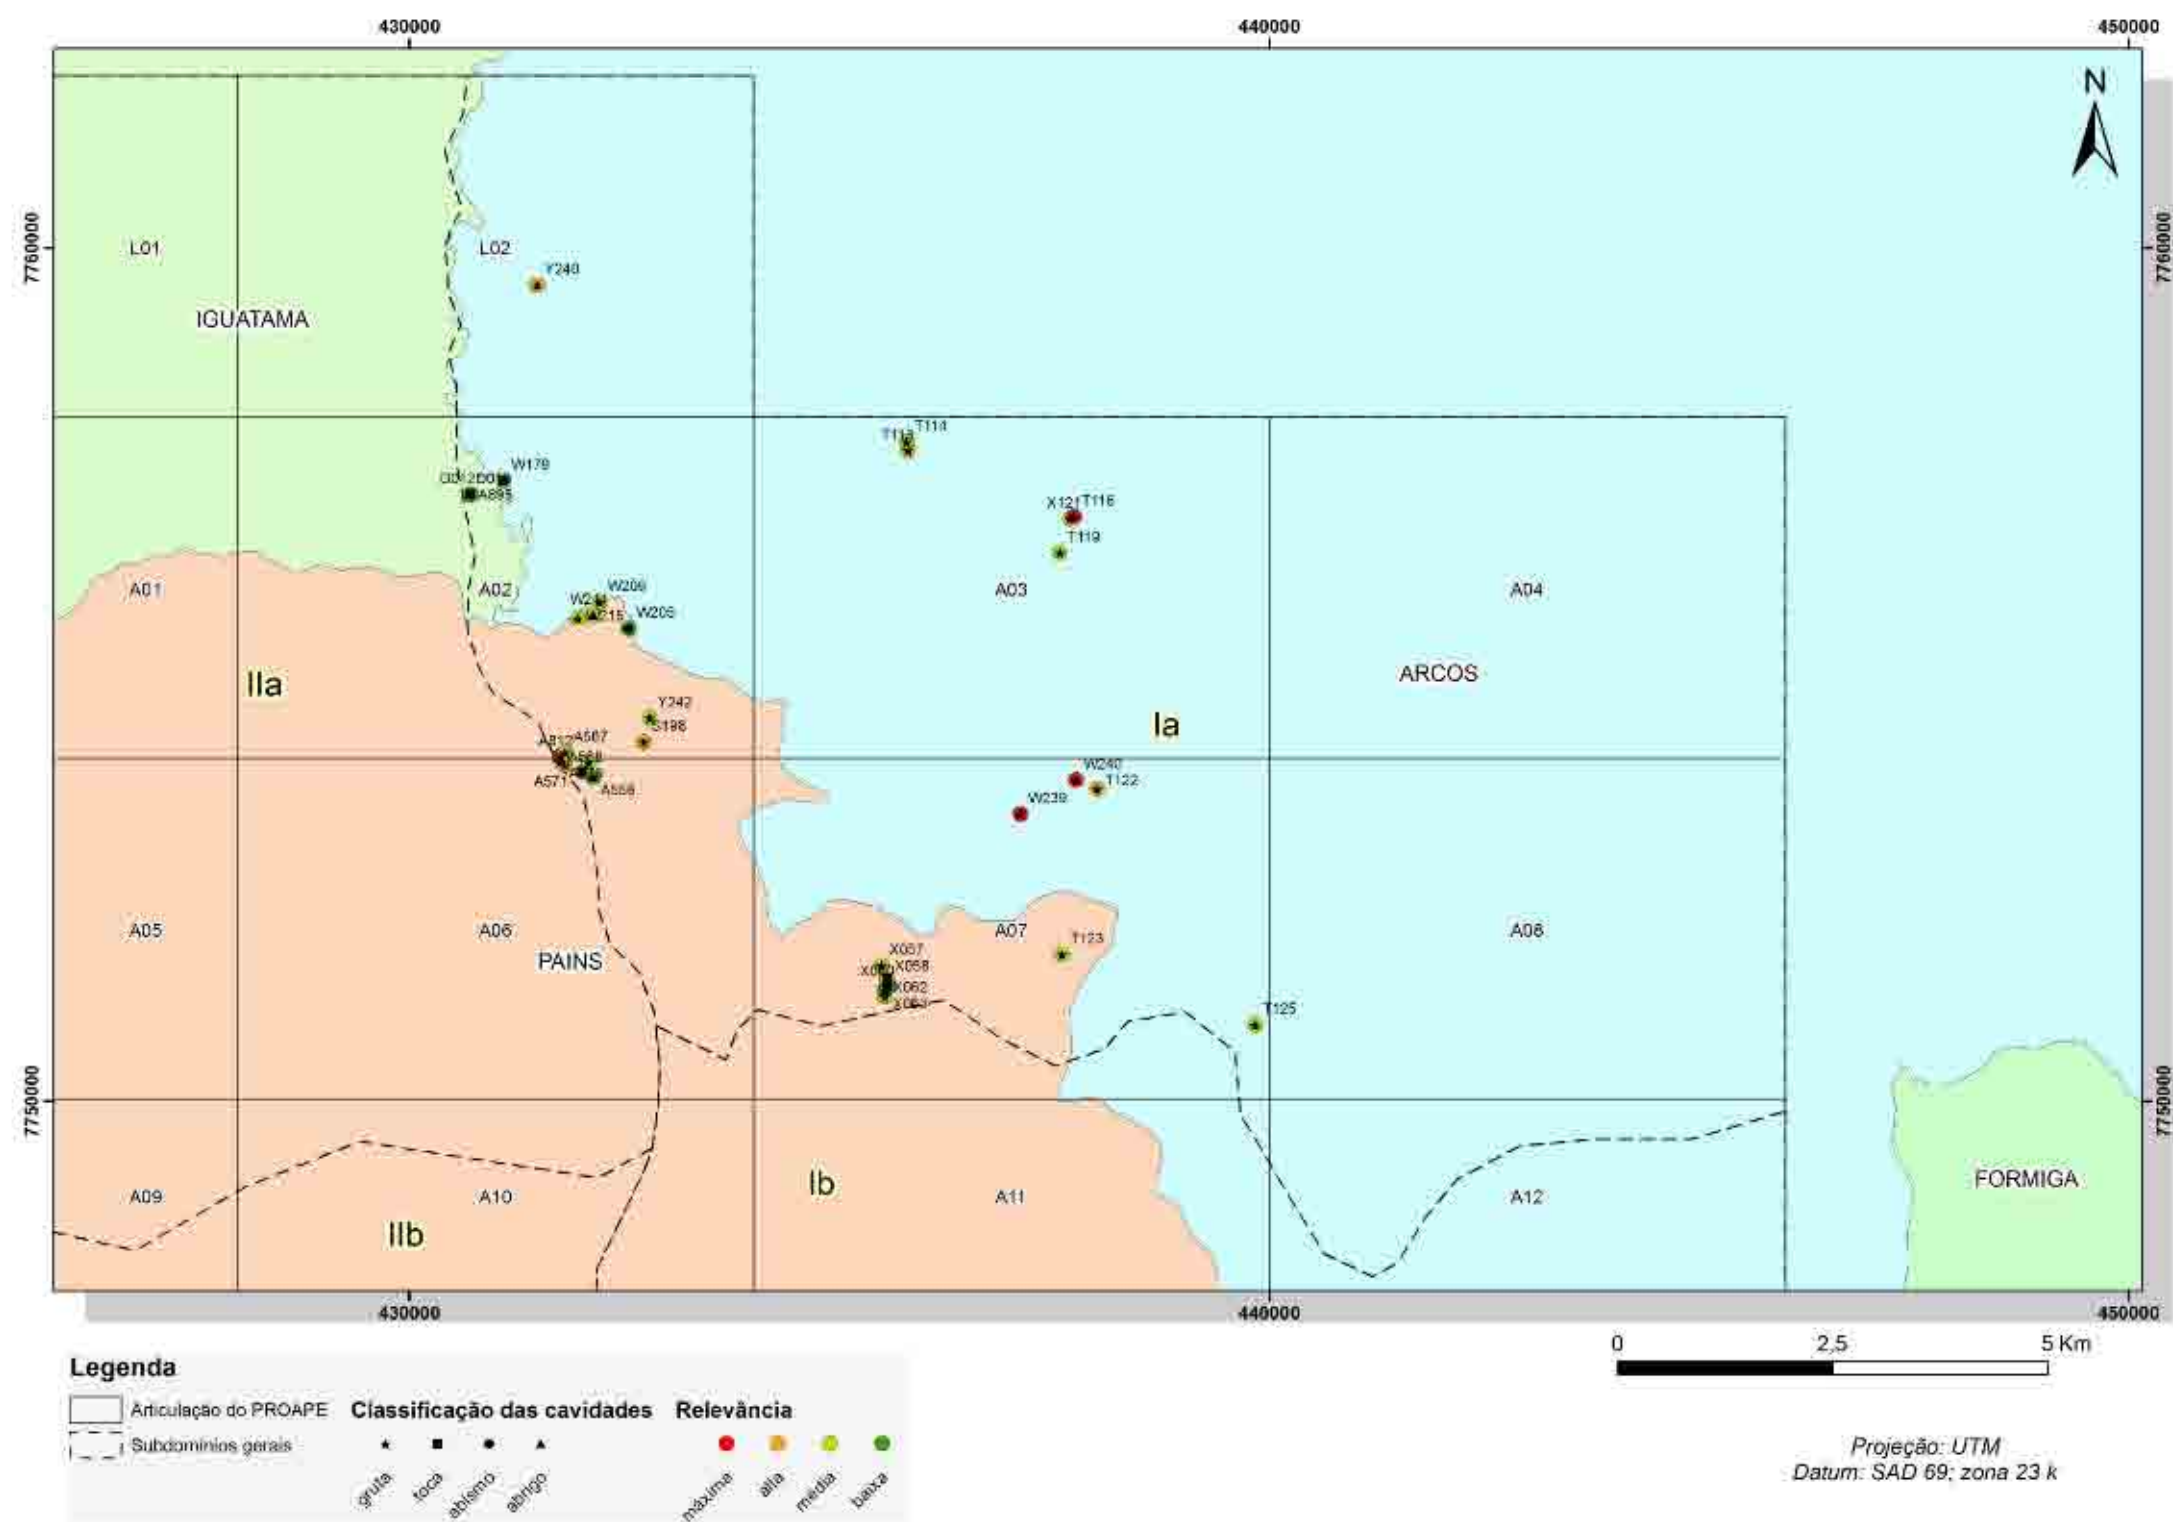 430000
440000
450000
N
7760000
7760000
L01
L02
Y240
IGUATAMA
T114
W179
A895
X121
T116
T119
A01
A02
W206
W205
A03
A04
ARCOS
IIa
Ia
Y242
S198
A567
W240
T122
A571
A556
W239
A05
A06
A07
A08
PAINS
T123
X057
X058
X062
T125
7750000
7750000
A09
A10
Ib
A11
A12
FORMIGA
IIb
430000
440000
450000
0 2,5 5 Km
Legenda
Articulação do PROAPE
Subdomínios gerais
Classificação das cavidades
gruta
toca
abismo
abrigo
Relevância
máxima
alta
média
baixa
Projeção: UTM
Datum: SAD 69; zona 23 k